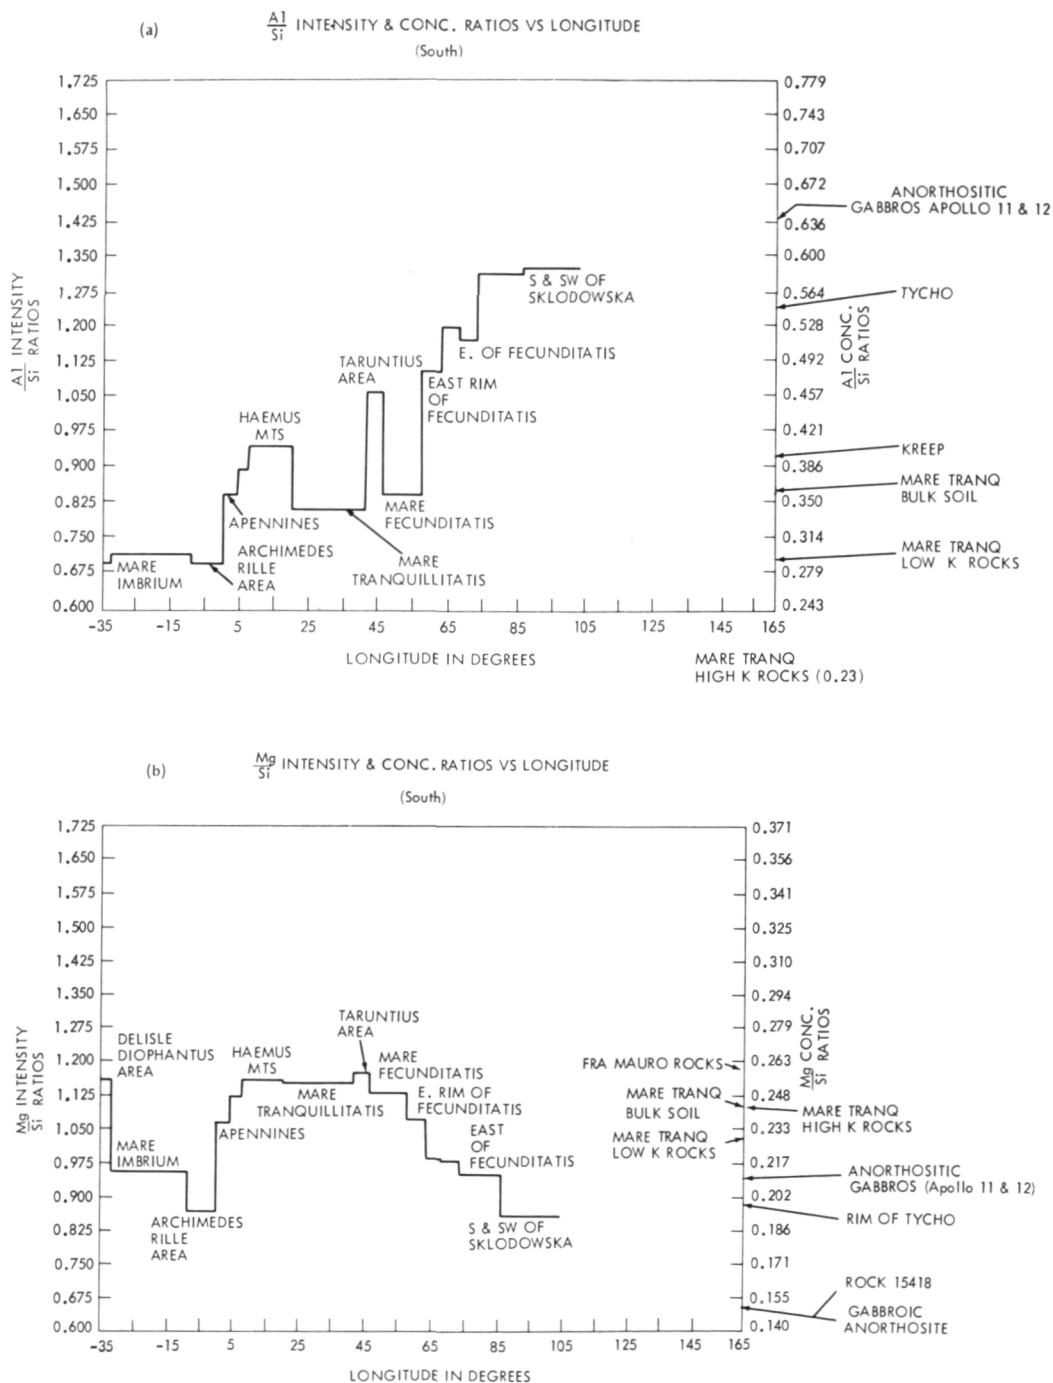 (a)
Al/Si INTENSITY & CONC. RATIOS VS LONGITUDE
(South)
Al/Si INTENSITY RATIOS
1.725
1.650
1.575
1.500
1.425
1.350
1.275
1.200
1.125
1.050
0.975
0.900
0.825
0.750
0.675
0.600
MARE
IMBRIUM
ARCHIMEDES
RILLE
AREA
APENNINES
HAEMUS
MTS
TARUNTIUS
AREA
MARE
FECUNDITATIS
MARE
TRANQUILLITATIS
EAST RIM
OF
FECUNDITATIS
E. OF FECUNDITATIS
S & SW OF
SKLODOWSKA
0.779
0.743
0.707
0.672
0.636
0.600
0.564
0.528
0.492
0.457
0.421
0.386
0.350
0.314
0.279
0.243
Al/Si CONC. RATIOS
ANORTHOSITIC
GABBROS APOLLO 11 & 12
TYCHO
KREEP
MARE TRANQ
BULK SOIL
MARE TRANQ
LOW K ROCKS
-35 -15 5 25 45 65 85 105 125 145 165
LONGITUDE IN DEGREES
MARE TRANQ
HIGH K ROCKS (0.23)
(b)
Mg/Si INTENSITY & CONC. RATIOS VS LONGITUDE
(South)
Mg INTENSITY
Si RATIOS
1.725
1.650
1.575
1.500
1.425
1.350
1.275
1.200
1.125
1.050
0.975
0.900
0.825
0.750
0.675
0.600
DELISLE
DIOPHANTUS
AREA
MARE
IMBRIUM
ARCHIMEDES
RILLE
AREA
APENNINES
HAEMUS
MTS
MARE
TRANQUILLITATIS
TARUNTIUS
AREA
MARE
FECUNDITATIS
E. RIM OF
FECUNDITATIS
EAST
OF
FECUNDITATIS
S & SW OF
SKLODOWSKA
FRA MAURO ROCKS
MARE TRANQ
BULK SOIL
MARE TRANQ
LOW K ROCKS
0.371
0.356
0.341
0.325
0.310
0.294
0.279
0.263
0.248
0.233
0.217
0.202
0.186
0.171
0.155
0.140
Mg CONC.
Si RATIOS
MARE TRANQ
HIGH K ROCKS
ANORTHOSITIC
GABBROS (Apollo 11 & 12)
RIM OF TYCHO
ROCK 15418
GABBROIC
ANORTHOSITE
-35 -15 5 25 45 65 85 105 125 145 165
LONGITUDE IN DEGREES